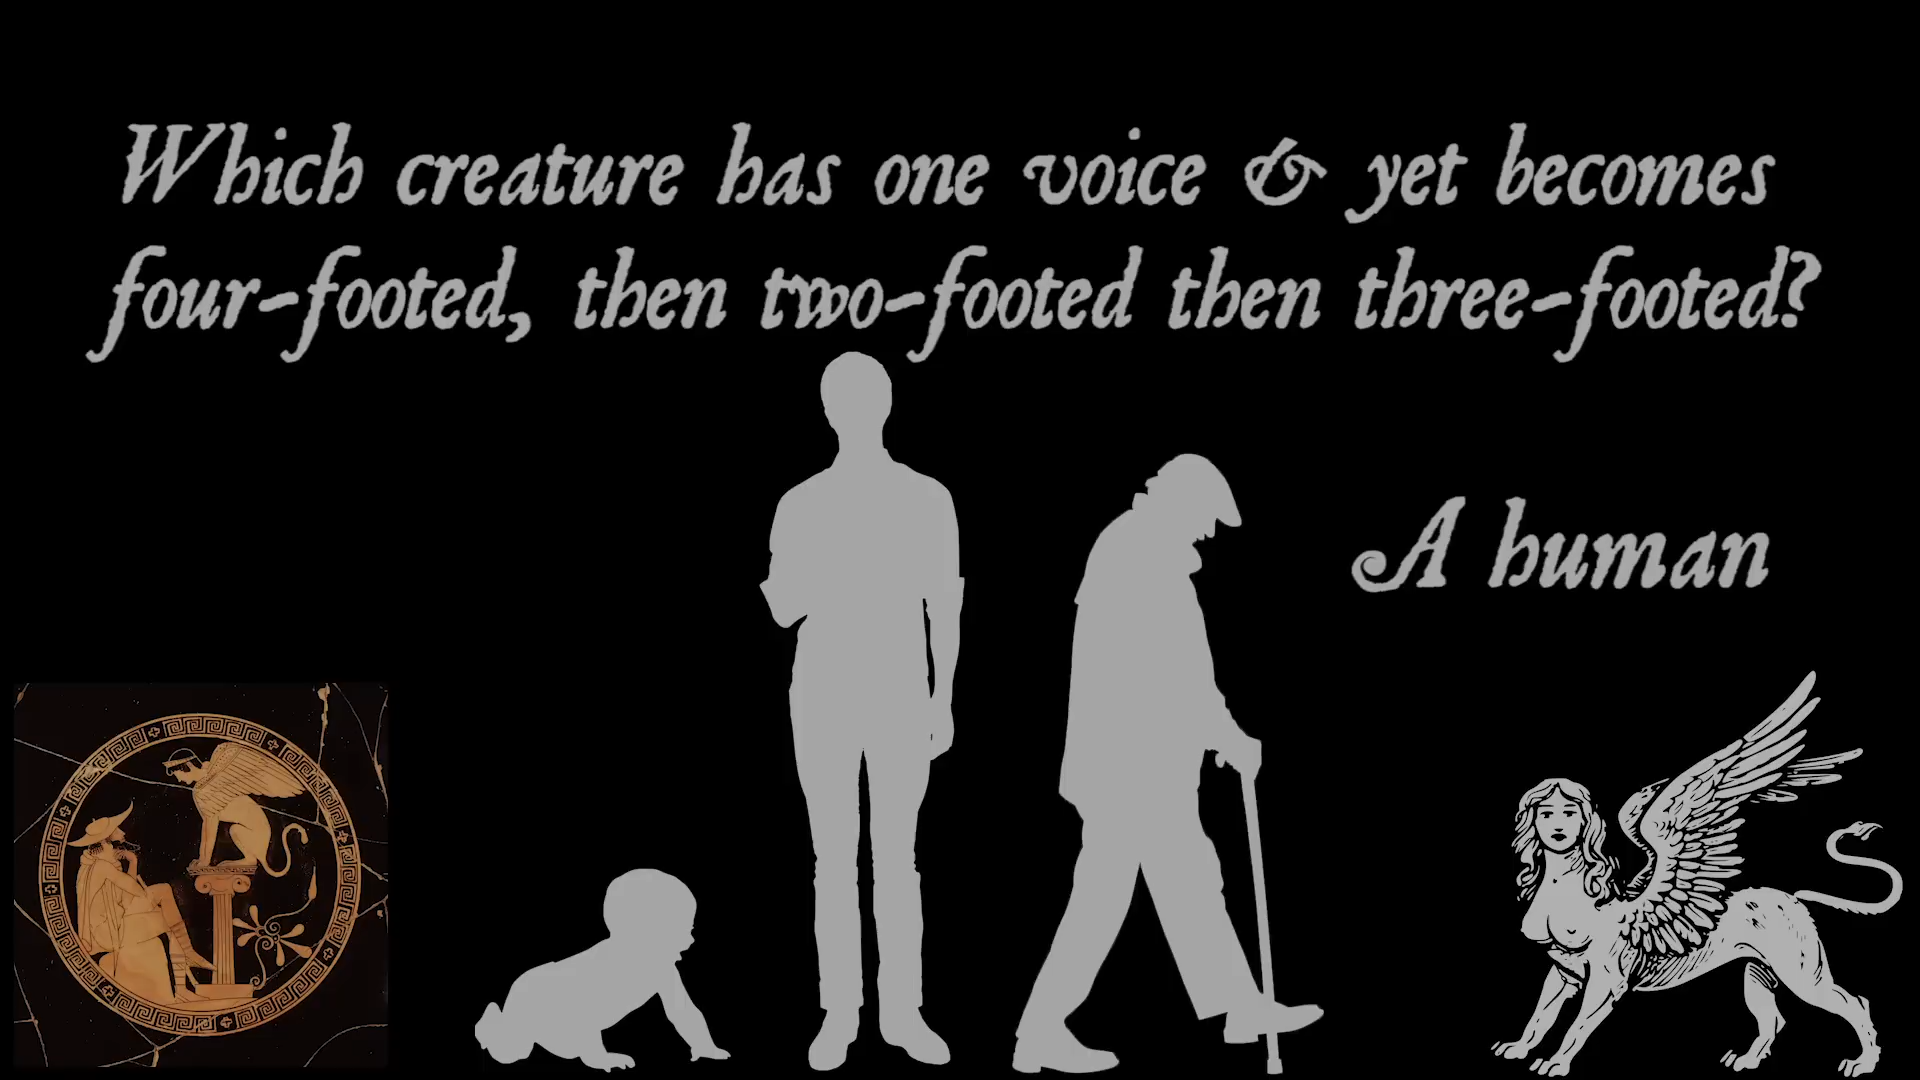 Which creature has one voice & yet becomes
four-footed, then two-footed then three-footed?
A human